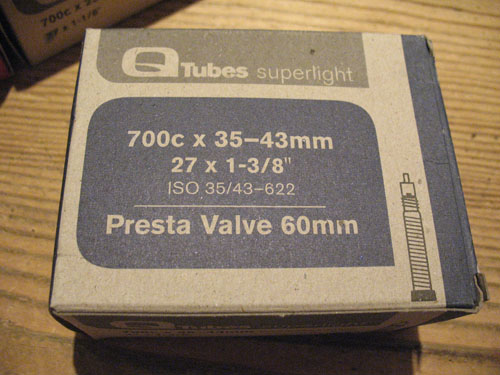 700c x 2
27 x 1-1/8"
Q Tubes superlight
700c x 35–43mm
27 x 1-3/8"
ISO 35/43–622
Presta Valve 60mm